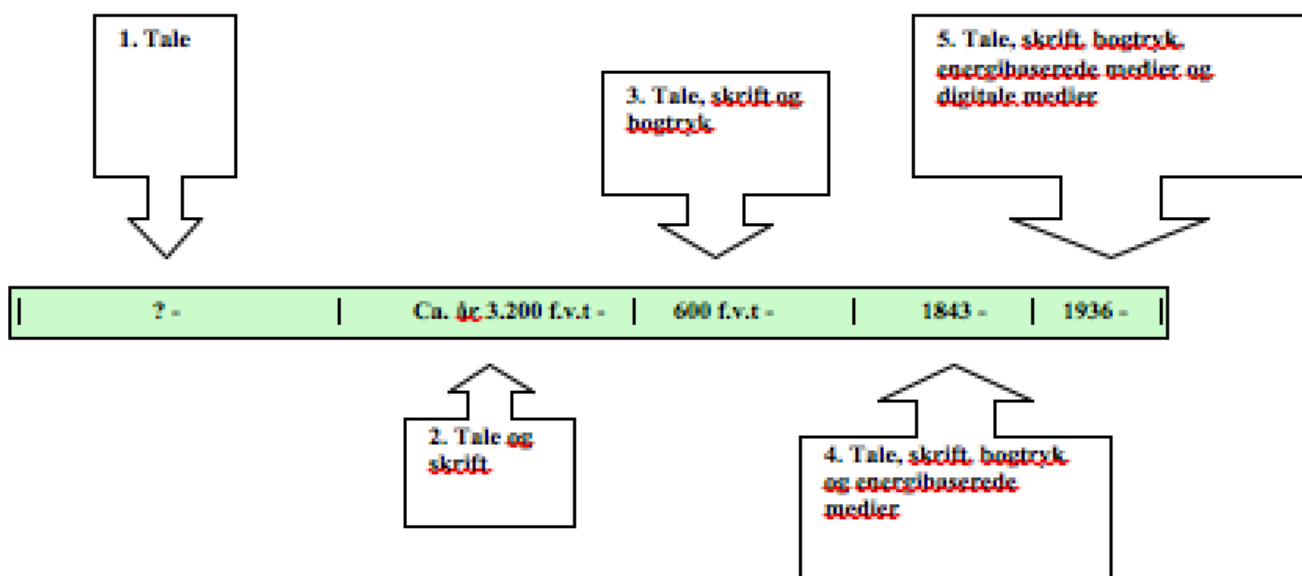 1. Tale
5. Tale, skrift, bogtryk,
energibaserede medier og
digitale medier
3. Tale, skrift og
bogtryk
? -
Ca. år 3.200 f.v.t -
600 f.v.t -
1843 -
1936 -
2. Tale og
skrift
4. Tale, skrift, bogtryk
og energibaserede
medier